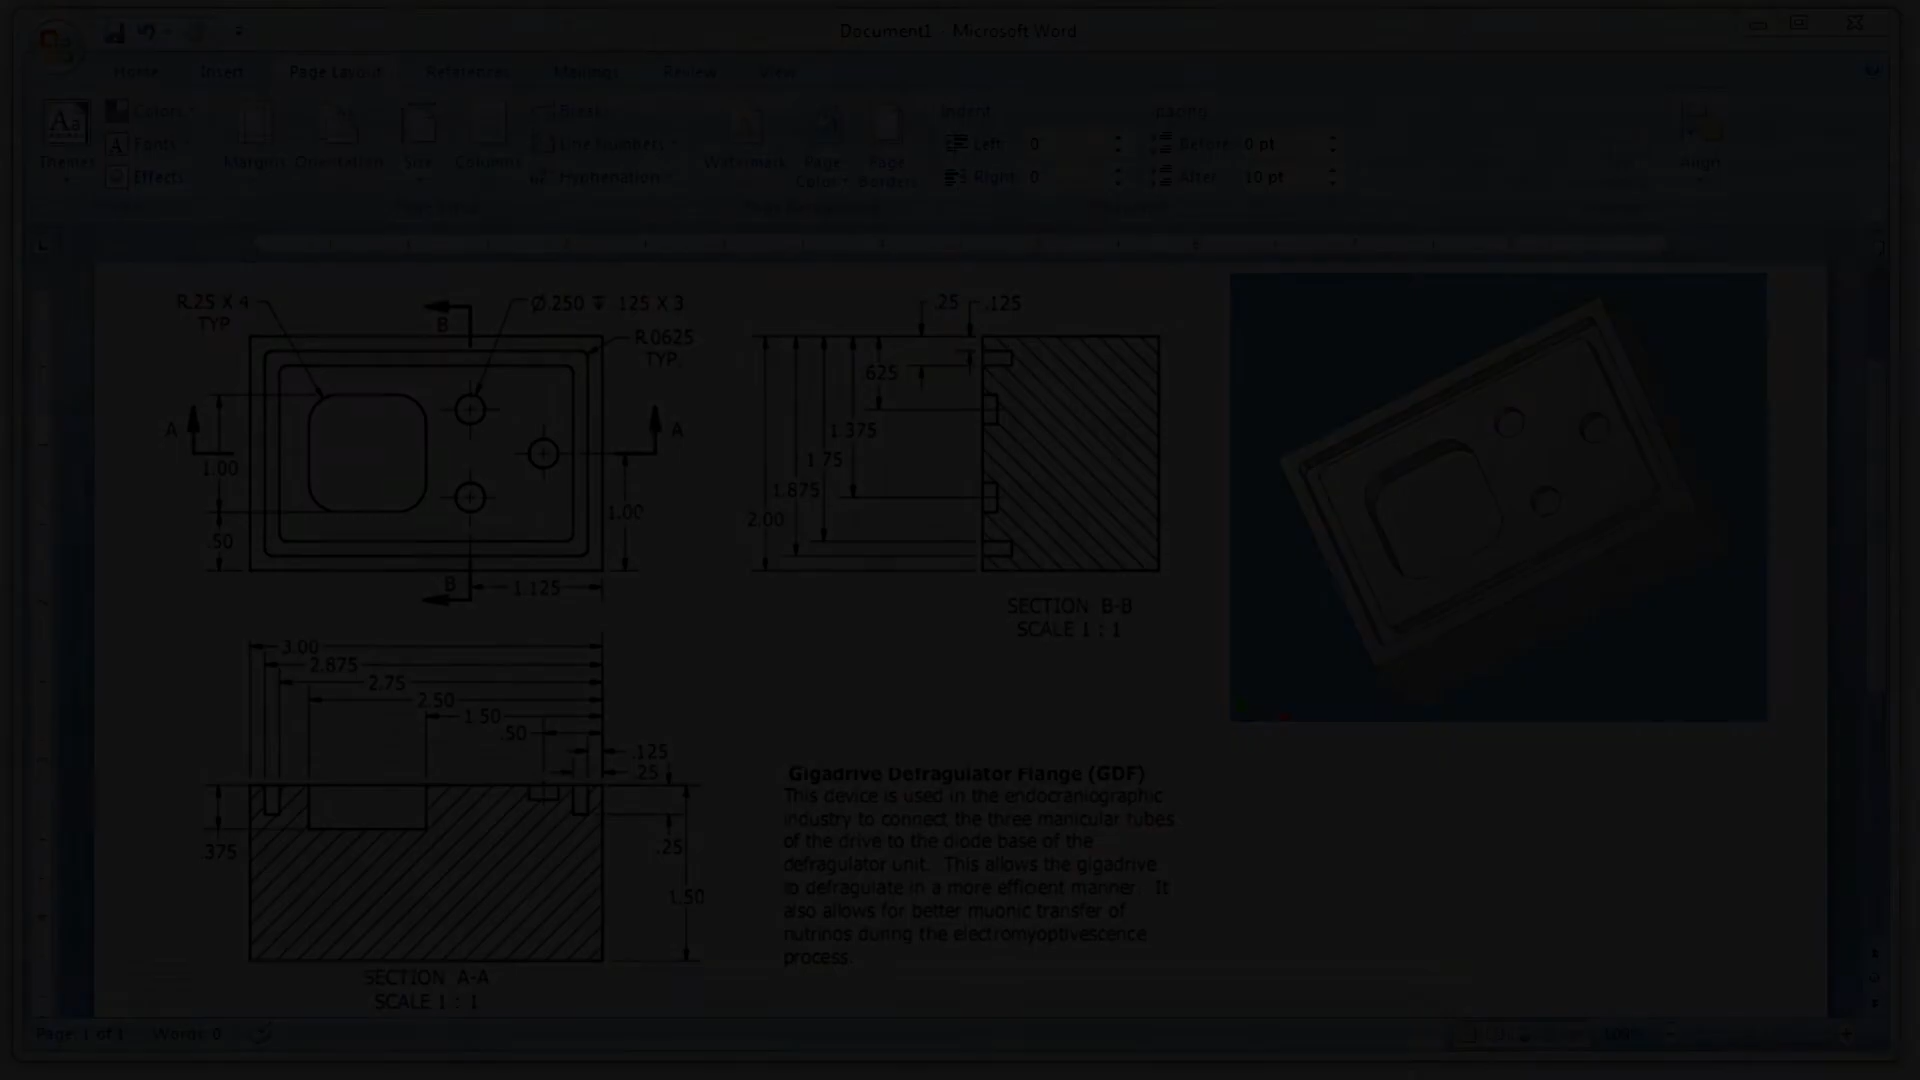 Document1 Microsoft Word
Home Insert Page Layout References Mailings Review View
Colors
Fonts
Effects
Themes
Margins Orientation Size Columns
Line Numbers
Hyphenation
Watermark Page Color Page Borders
Indent
Left: 0
Right: 0
Before: 0 pt
After: 10 pt
Align
R.25 X 4
TYP
B
Ø.250 ↧ .125 X 3
R.0625
TYP.
A
A
1.00
.50
1.00
B
1.125
.25
.125
.625
1.375
1.75
1.875
2.00
SECTION B-B
SCALE 1 : 1
3.00
2.875
2.75
2.50
1.50
.50
.125
.25
.375
.25
1.50
SECTION A-A
SCALE 1 : 1
Gigadrive Defragulator Flange (GDF)
This device is used in the endocraniographic
industry to connect the three manicular tubes
of the drive to the diode base of the
defragulator unit. This allows the gigadrive
to defragulate in a more efficient manner. It
also allows for better muonic transfer of
nutrinos during the electromyoptivescence
process.
Page: 1 of 1 Words: 0